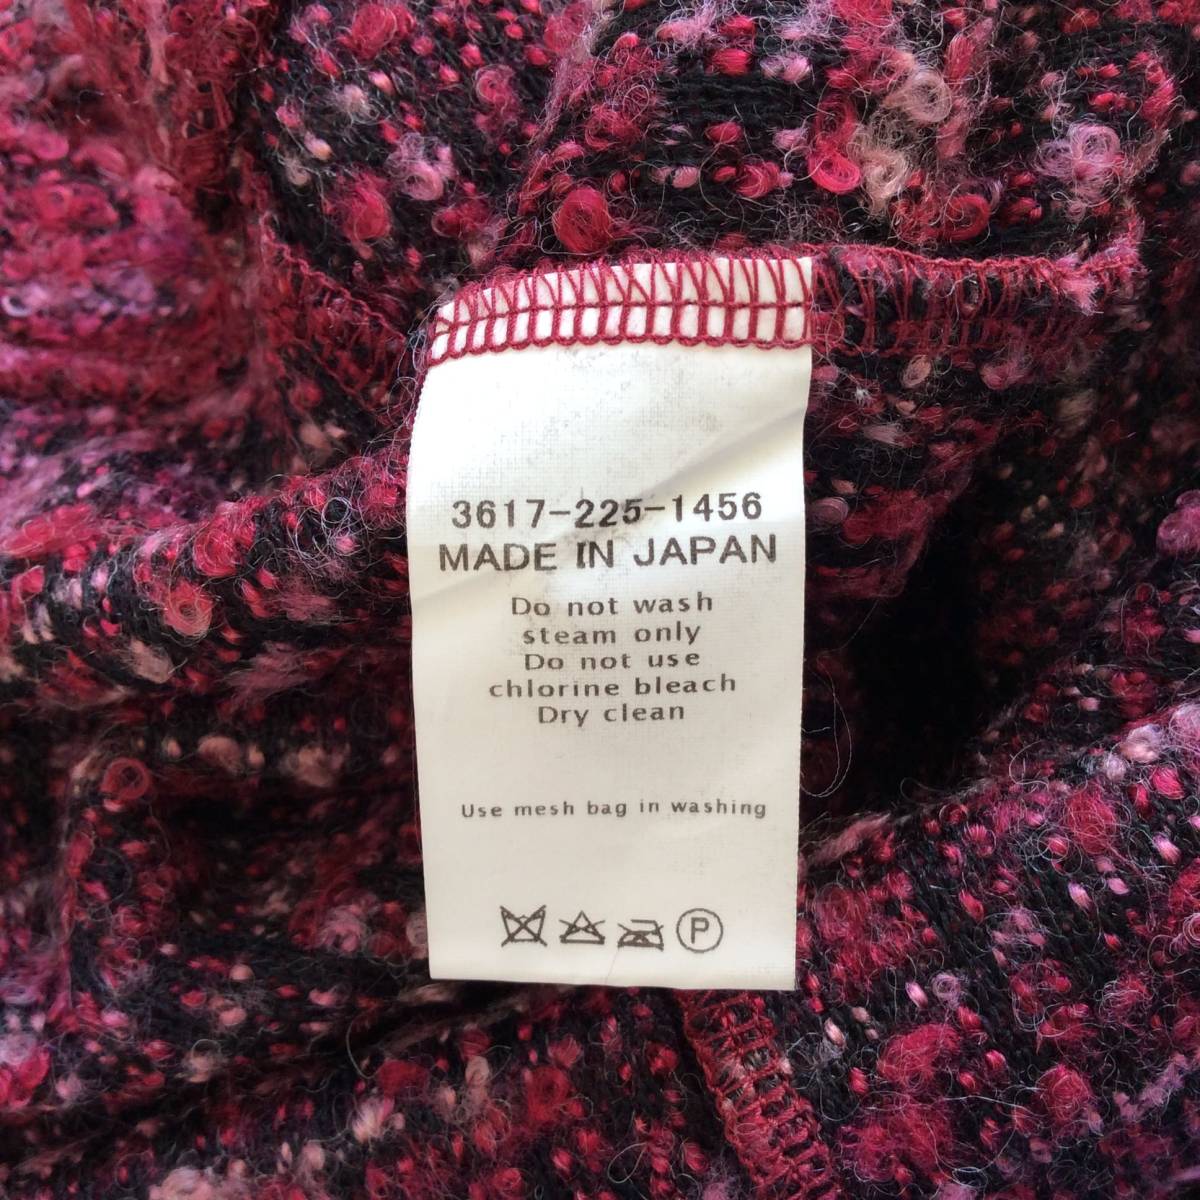 3617-225-1456
MADE IN JAPAN
Do not wash
steam only
Do not use
chlorine bleach
Dry clean
Use mesh bag in washing
P